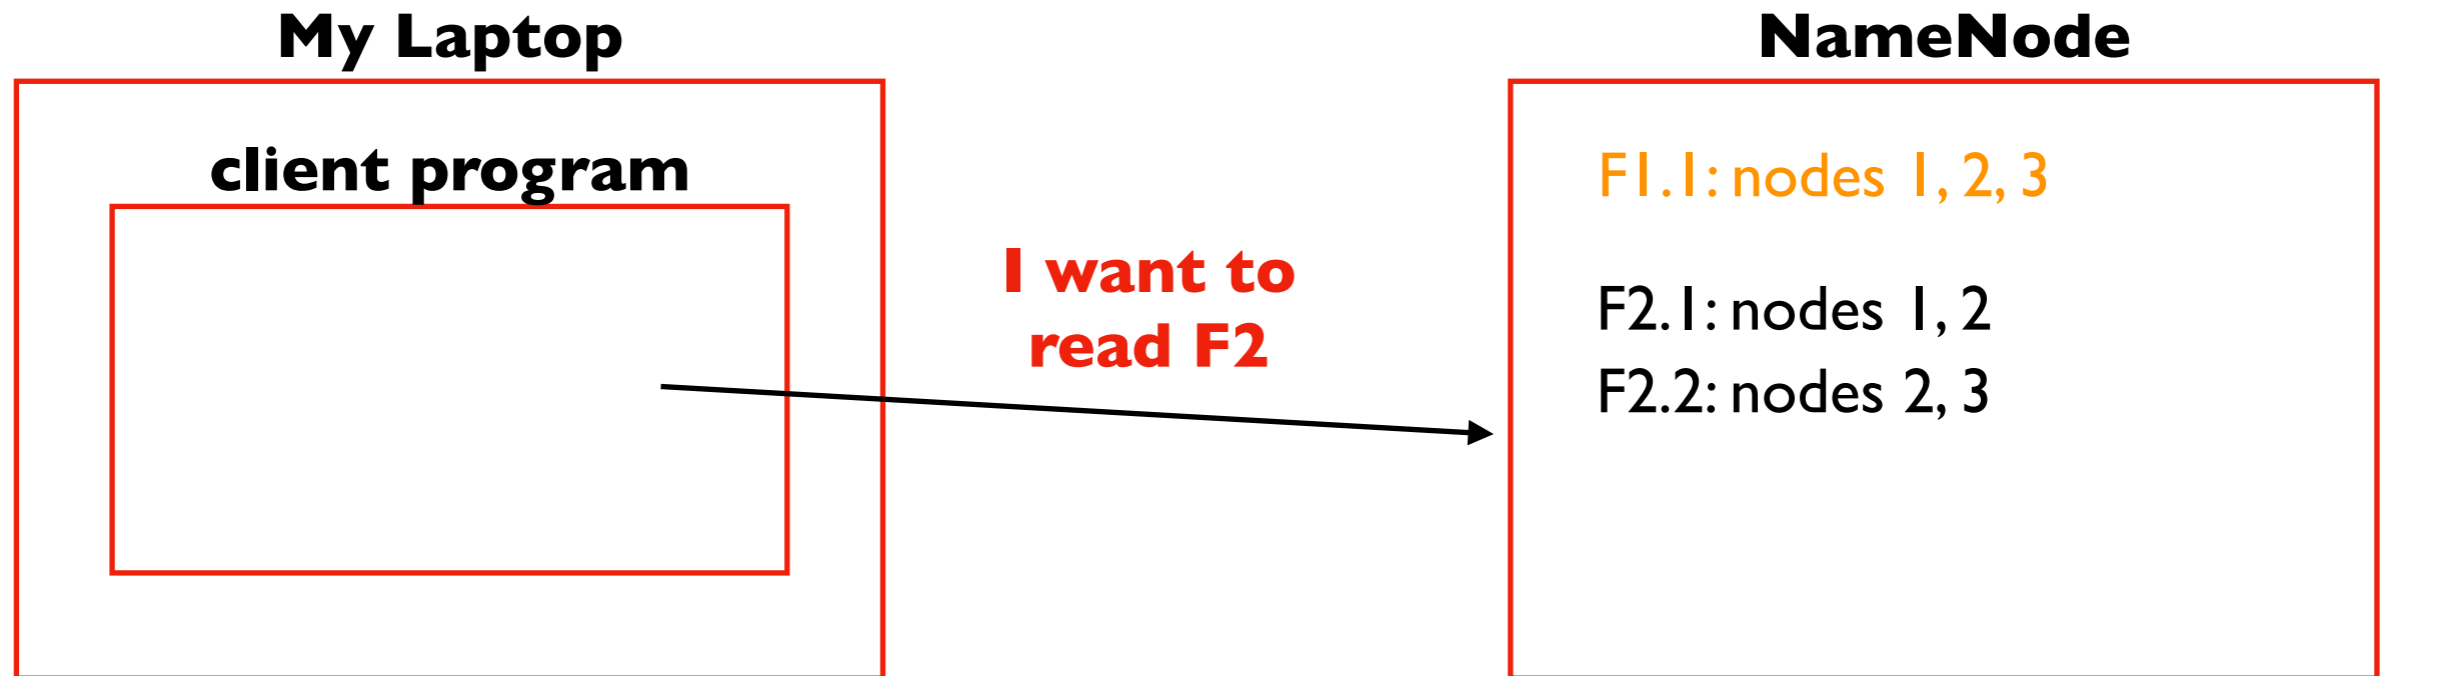 My Laptop
NameNode
client program
F1.1: nodes 1, 2, 3
I want to
read F2
F2.1: nodes 1, 2
F2.2: nodes 2, 3